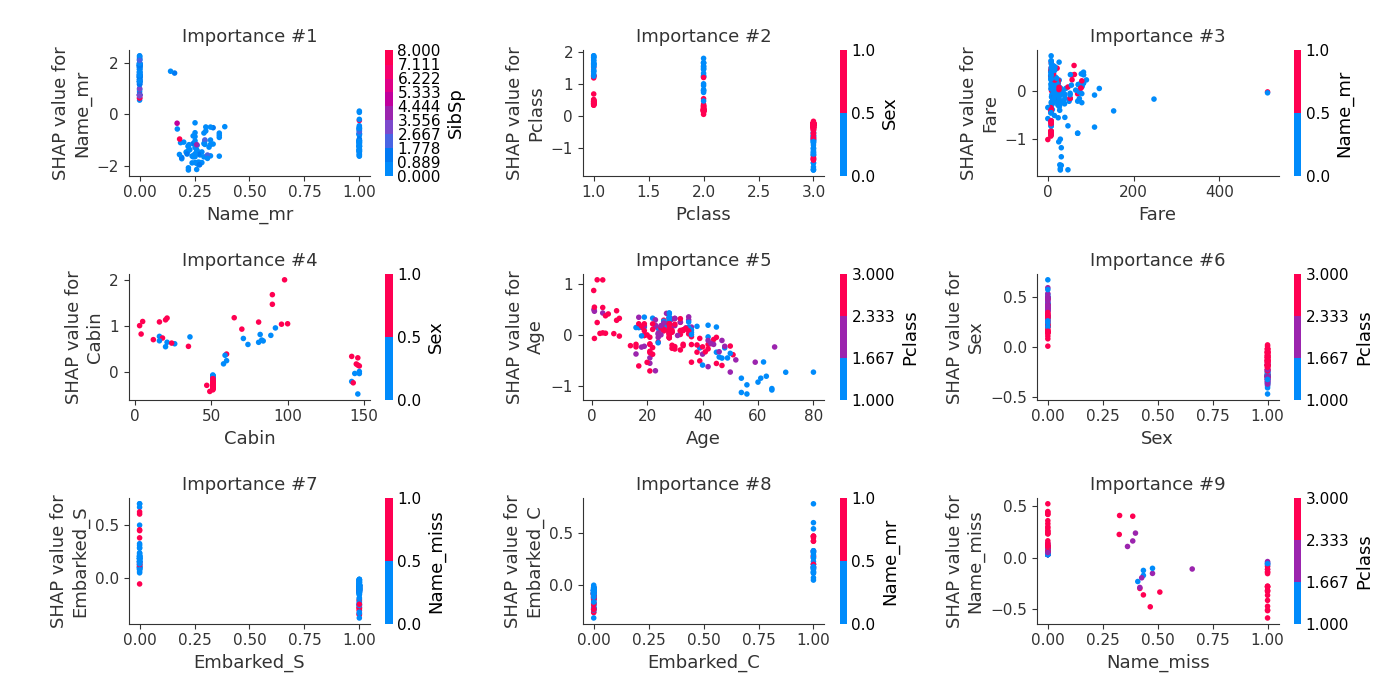 Importance #1
SHAP value for
Name_mr
2
0
−2
0.00
0.25
0.50
0.75
1.00
Name_mr
8.000
7.111
6.222
5.333
4.444
3.556
2.667
1.778
0.889
0.000
SibSp
Importance #2
SHAP value for
Pclass
2
1
0
−1
1.0
1.5
2.0
2.5
3.0
Pclass
1.0
0.5
0.0
Sex
Importance #3
SHAP value for
Fare
0
−1
0
200
400
Fare
1.0
0.5
0.0
Name_mr
Importance #4
SHAP value for
Cabin
2
1
0
0
50
100
150
Cabin
1.0
0.5
0.0
Sex
Importance #5
SHAP value for
Age
1
0
−1
0
20
40
60
80
Age
3.000
2.333
1.667
1.000
Pclass
Importance #6
SHAP value for
Sex
0.5
0.0
−0.5
0.00
0.25
0.50
0.75
1.00
Sex
3.000
2.333
1.667
1.000
Pclass
Importance #7
SHAP value for
Embarked_S
0.5
0.0
0.00
0.25
0.50
0.75
1.00
Embarked_S
1.0
0.5
0.0
Name_miss
Importance #8
SHAP value for
Embarked_C
0.5
0.0
0.00
0.25
0.50
0.75
1.00
Embarked_C
1.0
0.5
0.0
Name_mr
Importance #9
SHAP value for
Name_miss
0.5
0.0
−0.5
0.00
0.25
0.50
0.75
1.00
Name_miss
3.000
2.333
1.667
1.000
Pclass